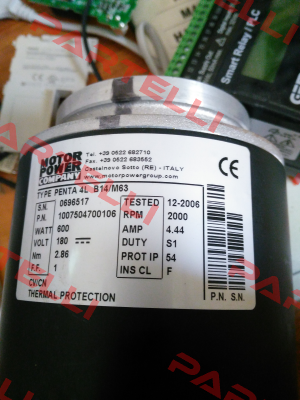 MOTOR POWER COMPANY
Tel. +39 0522 682710
Fax. +39 0522 683552
Castelnovo Sotto (RE) - ITALY
www.motorpowergroup.com
TYPE PENTA 4L B14/M63
S.N. 0696517 TESTED 12-2006
P.N. 1007504700106 RPM 2000
WATT 600 AMP 4.44
VOLT 180 DUTY S1
Nm 2.86 PROT IP 54
F.F. 1 INS CL F
CV/CN
THERMAL PROTECTION
P.N. S.N.
CE
Smart Relay / PLC